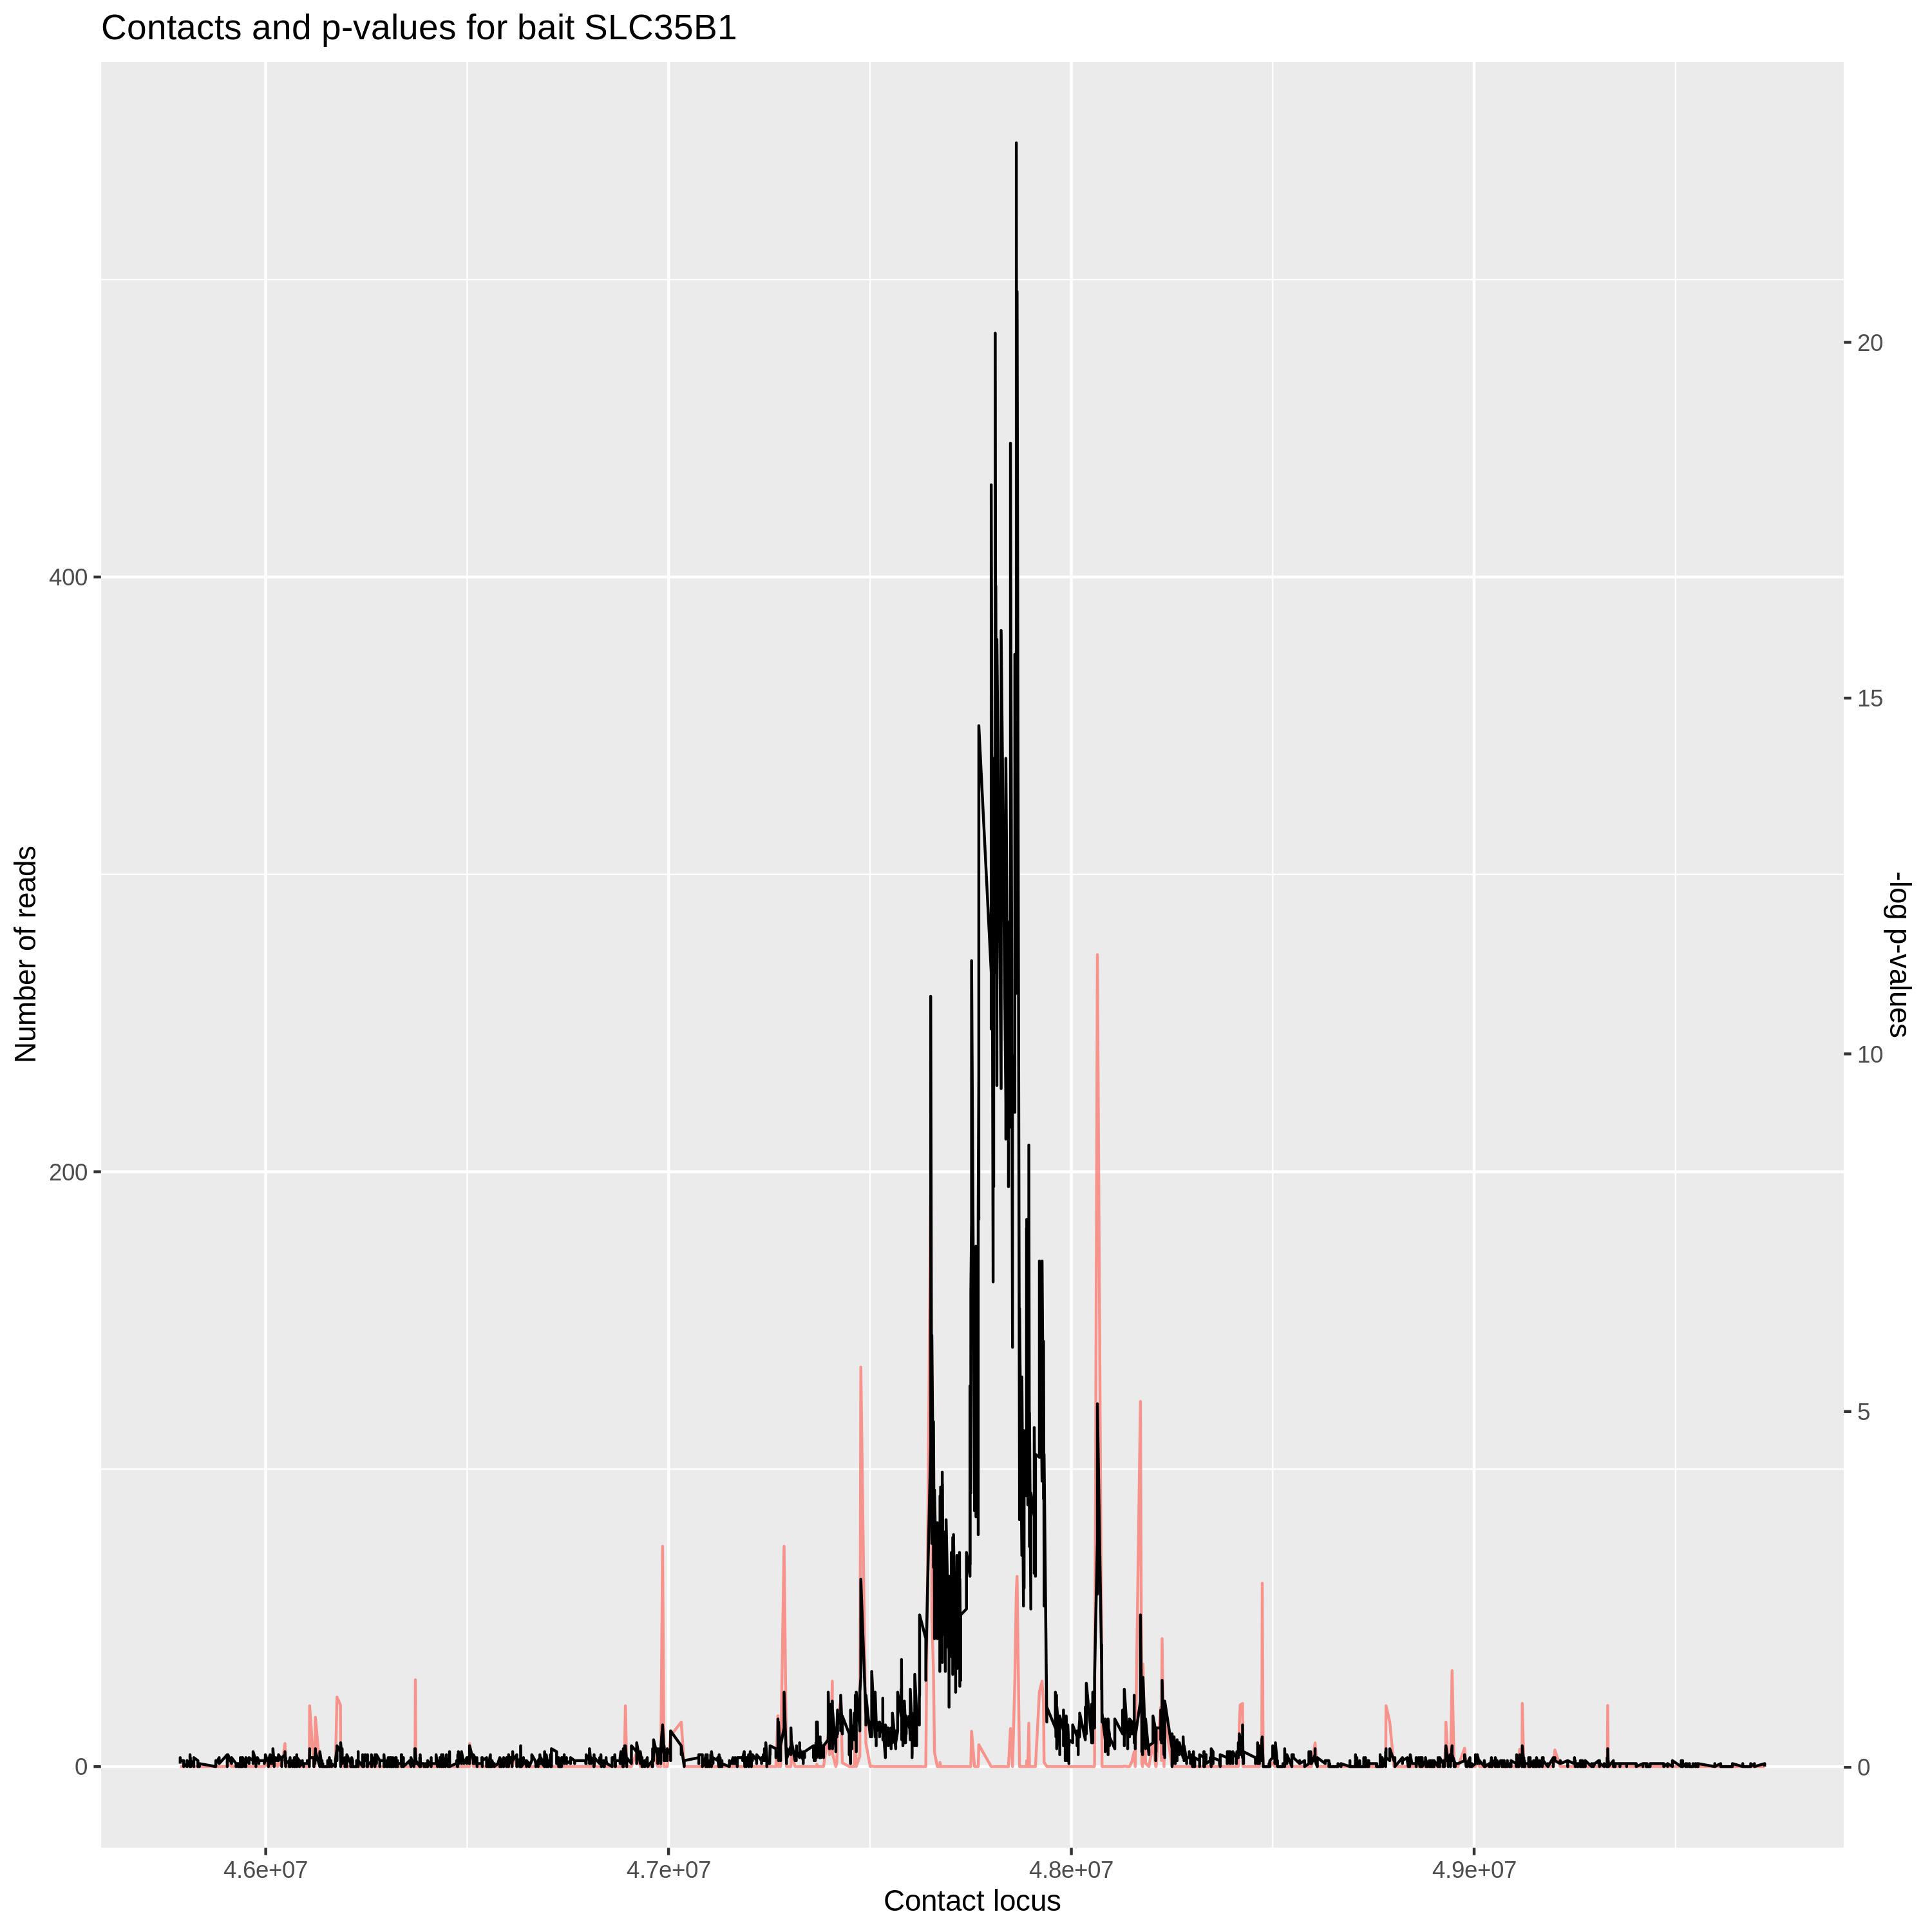 Contacts and p-values for bait SLC35B1
Number of reads
400
200
0
-log p-values
20
15
10
5
0
4.6e+07
4.7e+07
4.8e+07
4.9e+07
Contact locus